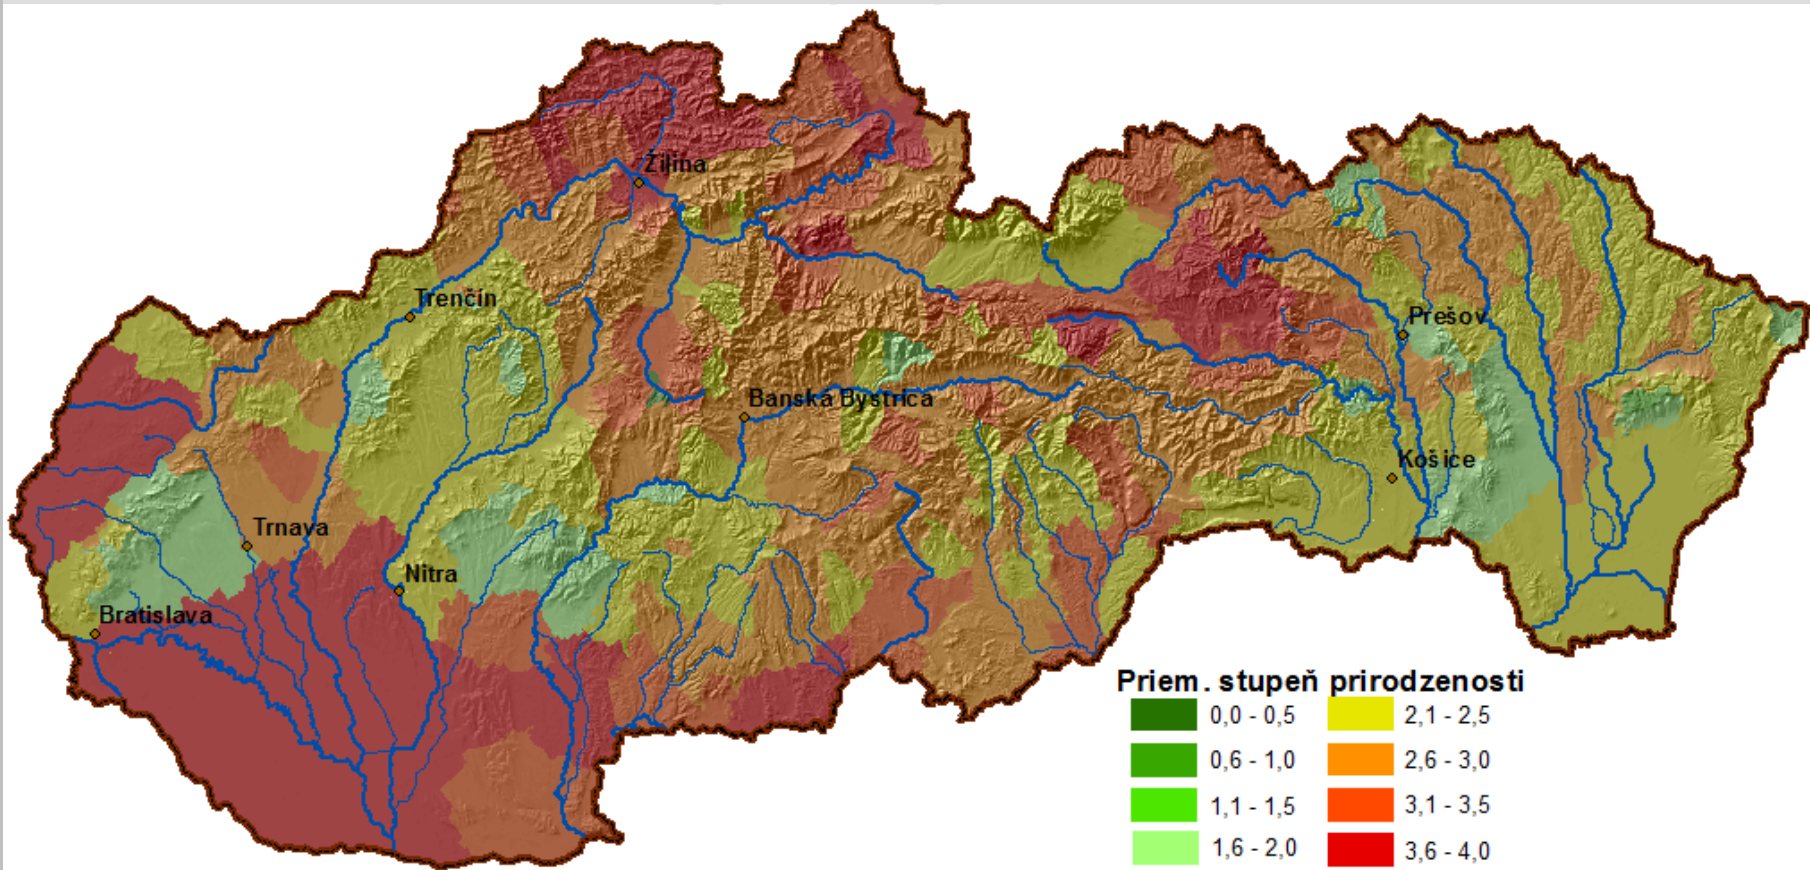 Žilina
Trenčín
Prešov
Banská Bystrica
Košice
Trnava
Nitra
Bratislava
Priem. stupeň prirodzenosti
0,0 - 0,5
2,1 - 2,5
0,6 - 1,0
2,6 - 3,0
1,1 - 1,5
3,1 - 3,5
1,6 - 2,0
3,6 - 4,0